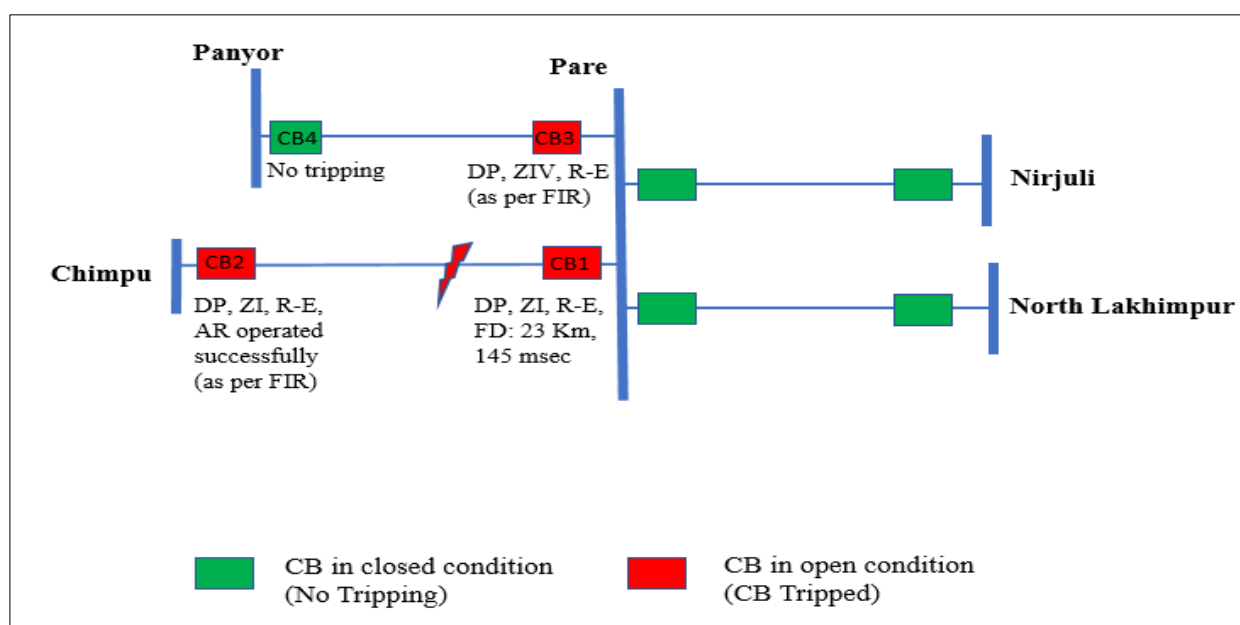 Panyor
Pare
CB4
CB3
No tripping
DP, ZIV, R-E
(as per FIR)
Nirjuli
Chimpu
CB2
CB1
DP, ZI, R-E,
AR operated
successfully
(as per FIR)
DP, ZI, R-E,
FD: 23 Km,
145 msec
North Lakhimpur
CB in closed condition
(No Tripping)
CB in open condition
(CB Tripped)